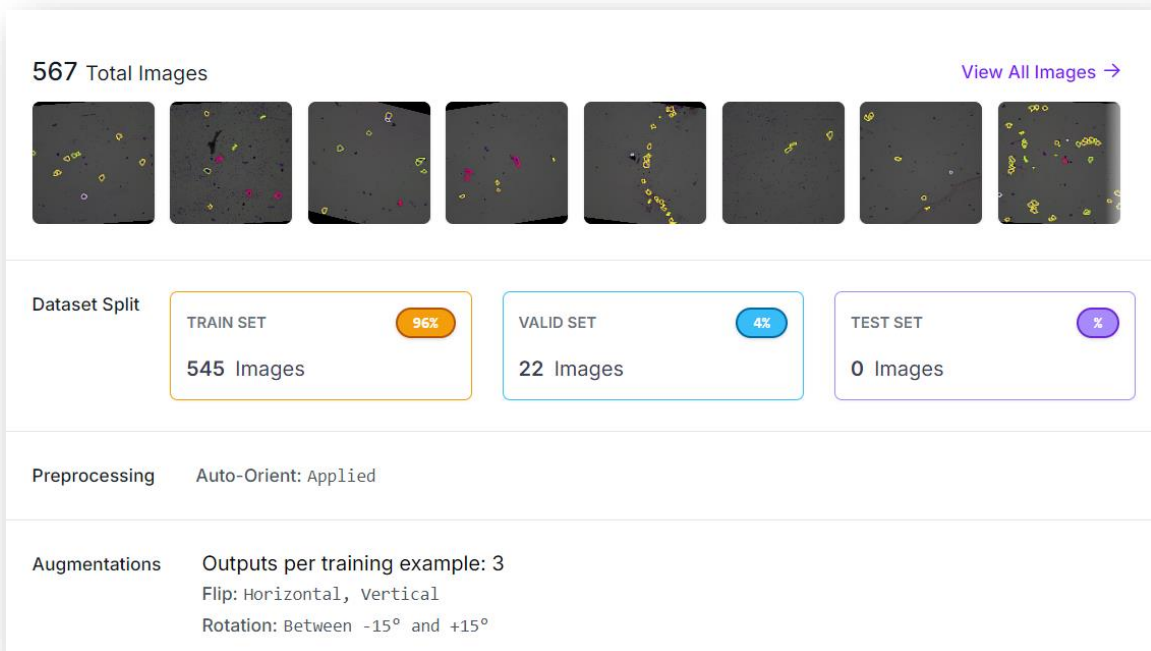 567 Total Images
View All Images →
Dataset Split
TRAIN SET
96%
545 Images
VALID SET
4%
22 Images
TEST SET
%
0 Images
Preprocessing
Auto-Orient: Applied
Augmentations
Outputs per training example: 3
Flip: Horizontal, Vertical
Rotation: Between -15° and +15°